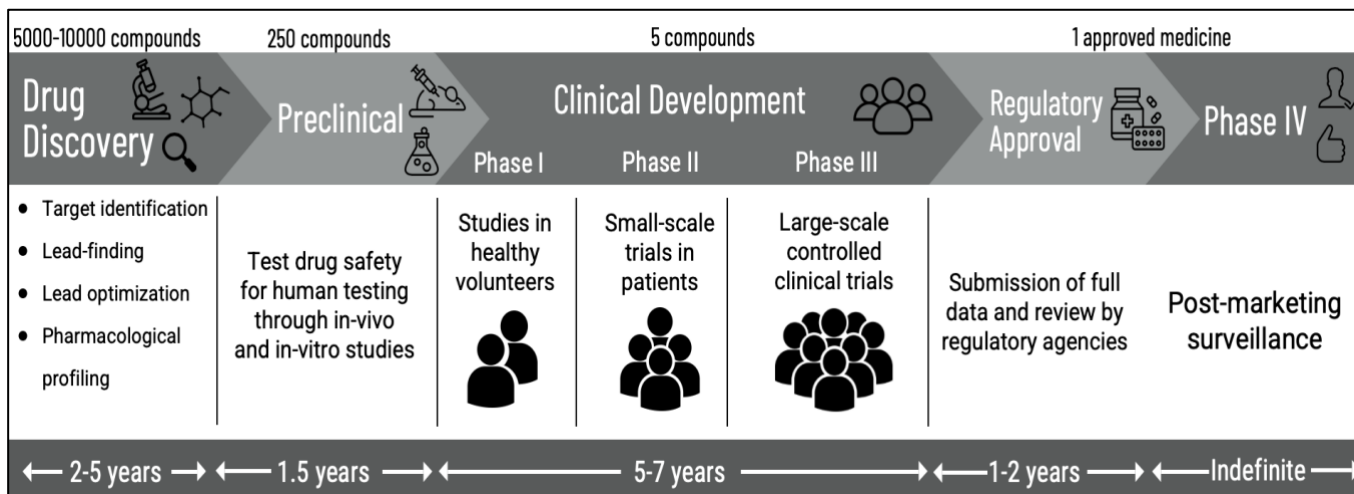 5000-10000 compounds
250 compounds
5 compounds
1 approved medicine
Drug
Discovery
Preclinical
Clinical Development
Phase I
Phase II
Phase III
Regulatory
Approval
Phase IV
Target identification
Lead-finding
Lead optimization
Pharmacological
profiling
Test drug safety
for human testing
through in-vivo
and in-vitro studies
Studies in
healthy
volunteers
Small-scale
trials in
patients
Large-scale
controlled
clinical trials
Submission of full
data and review by
regulatory agencies
Post-marketing
surveillance
2-5 years
1.5 years
5-7 years
1-2 years
Indefinite